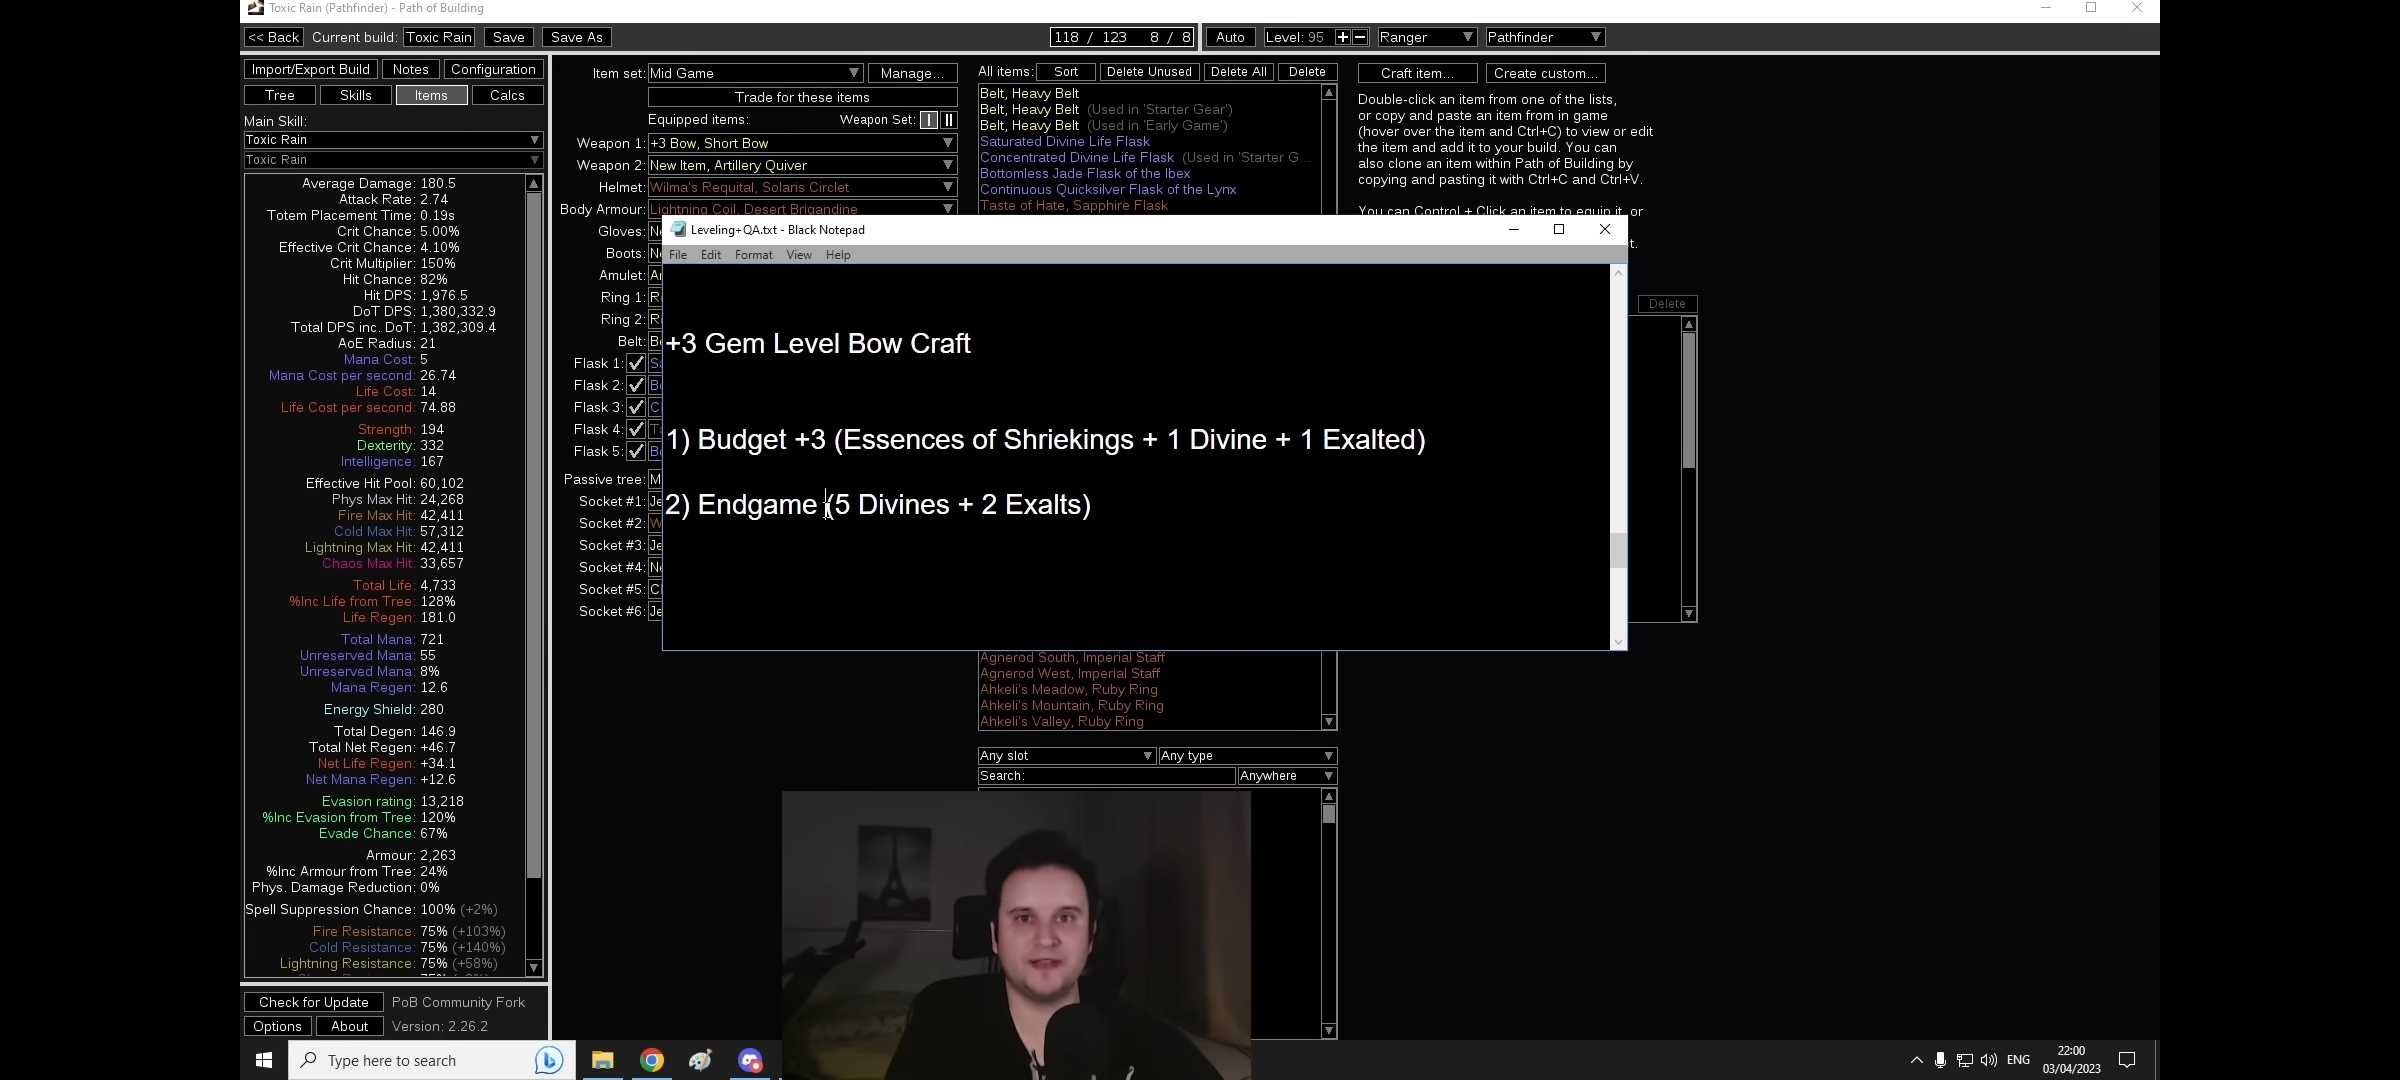 Toxic Rain (Pathfinder) - Path of Building
<< Back Current build: Toxic Rain Save Save As 118 / 123 8 / 8 Auto Level: 95 + - Ranger Pathfinder
Import/Export Build Notes Configuration
Tree Skills Items Calcs
Main Skill:
Toxic Rain
Toxic Rain
Average Damage: 180.5
Attack Rate: 2.74
Totem Placement Time: 0.19s
Crit Chance: 5.00%
Effective Crit Chance: 4.10%
Crit Multiplier: 150%
Hit Chance: 82%
Hit DPS: 1,976.5
DoT DPS: 1,380,332.9
Total DPS inc. DoT: 1,382,309.4
AoE Radius: 21
Mana Cost: 5
Mana Cost per second: 26.74
Life Cost: 14
Life Cost per second: 74.88
Strength: 194
Dexterity: 332
Intelligence: 167
Effective Hit Pool: 60,102
Phys Max Hit: 24,268
Fire Max Hit: 42,411
Cold Max Hit: 57,312
Lightning Max Hit: 42,411
Chaos Max Hit: 33,657
Total Life: 4,733
%Inc Life from Tree: 128%
Life Regen: 181.0
Total Mana: 721
Unreserved Mana: 55
Unreserved Mana: 8%
Mana Regen: 12.6
Energy Shield: 280
Total Degen: 146.9
Total Net Regen: +46.7
Net Life Regen: +34.1
Net Mana Regen: +12.6
Evasion rating: 13,218
%Inc Evasion from Tree: 120%
Evade Chance: 67%
Armour: 2,263
%Inc Armour from Tree: 24%
Phys. Damage Reduction: 0%
Spell Suppression Chance: 100% (+2%)
Fire Resistance: 75% (+103%)
Cold Resistance: 75% (+140%)
Lightning Resistance: 75% (+58%)
Check for Update PoB Community Fork
Options About Version: 2.26.2
Item set: Mid Game Manage...
Trade for these items
Equipped items: Weapon Set: I II
Weapon 1: +3 Bow, Short Bow
Weapon 2: New Item, Artillery Quiver
Helmet: Wilma's Requital, Solaris Circlet
Body Armour: Lightning Coil, Desert Brigandine
Gloves:
Boots:
Amulet:
Ring 1:
Ring 2:
Belt:
Flask 1:
Flask 2:
Flask 3:
Flask 4:
Flask 5:
Passive tree:
Socket #1:
Socket #2:
Socket #3:
Socket #4:
Socket #5:
Socket #6:
All items: Sort Delete Unused Delete All Delete
Belt, Heavy Belt
Belt, Heavy Belt (Used in 'Starter Gear')
Belt, Heavy Belt (Used in 'Early Game')
Saturated Divine Life Flask
Concentrated Divine Life Flask (Used in 'Starter G...
Bottomless Jade Flask of the Ibex
Continuous Quicksilver Flask of the Lynx
Taste of Hate, Sapphire Flask
Craft item... Create custom...
Double-click an item from one of the lists,
or copy and paste an item from in game
(hover over the item and Ctrl+C) to view or edit
the item and add it to your build. You can
also clone an item within Path of Building by
copying and pasting it with Ctrl+C and Ctrl+V.
You can Control + Click an item to equip it, or
t.
Delete
Leveling+QA.txt - Black Notepad
File Edit Format View Help
+3 Gem Level Bow Craft
1) Budget +3 (Essences of Shriekings + 1 Divine + 1 Exalted)
2) Endgame (5 Divines + 2 Exalts)
Agnerod South, Imperial Staff
Agnerod West, Imperial Staff
Ahkeli's Meadow, Ruby Ring
Ahkeli's Mountain, Ruby Ring
Ahkeli's Valley, Ruby Ring
Any slot Any type
Search: Anywhere
Type here to search
ENG
22:00
03/04/2023